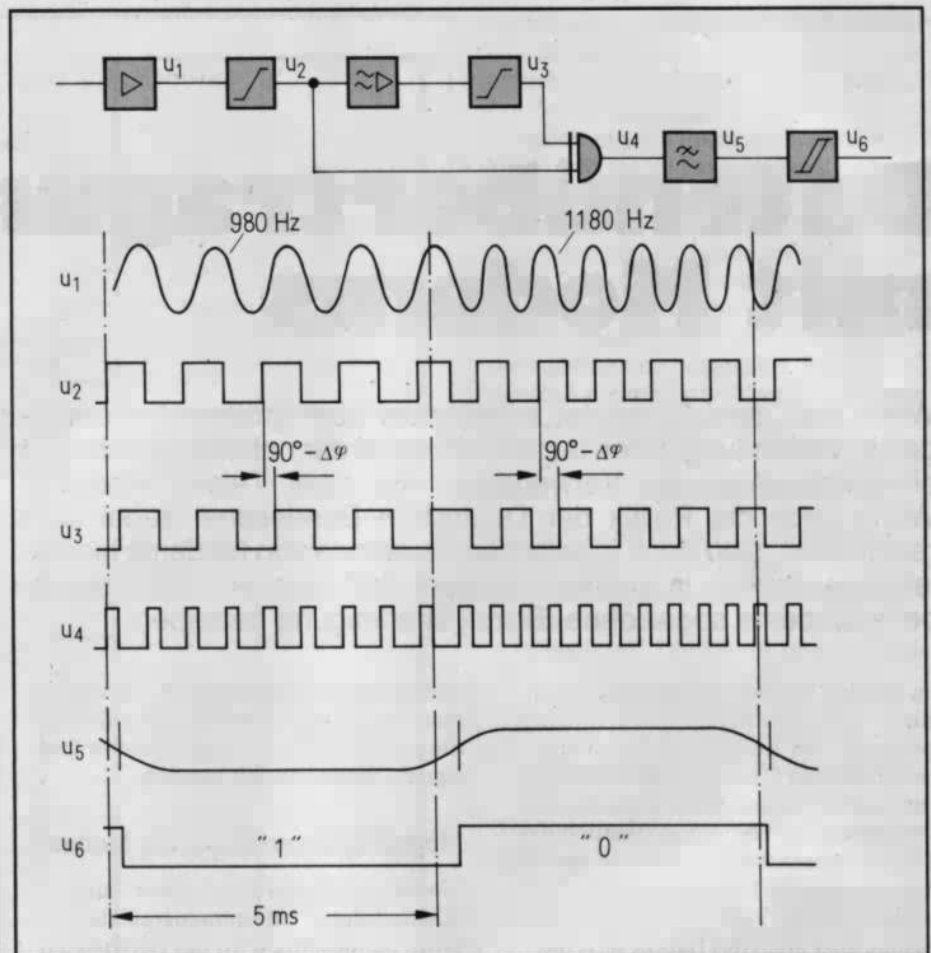 u₁
u₂
u₃
u₄
u₅
u₆
980 Hz
1180 Hz
u₁
u₂
90°-Δφ
90°-Δφ
u₃
u₄
u₅
u₆
"1"
"0"
5 ms